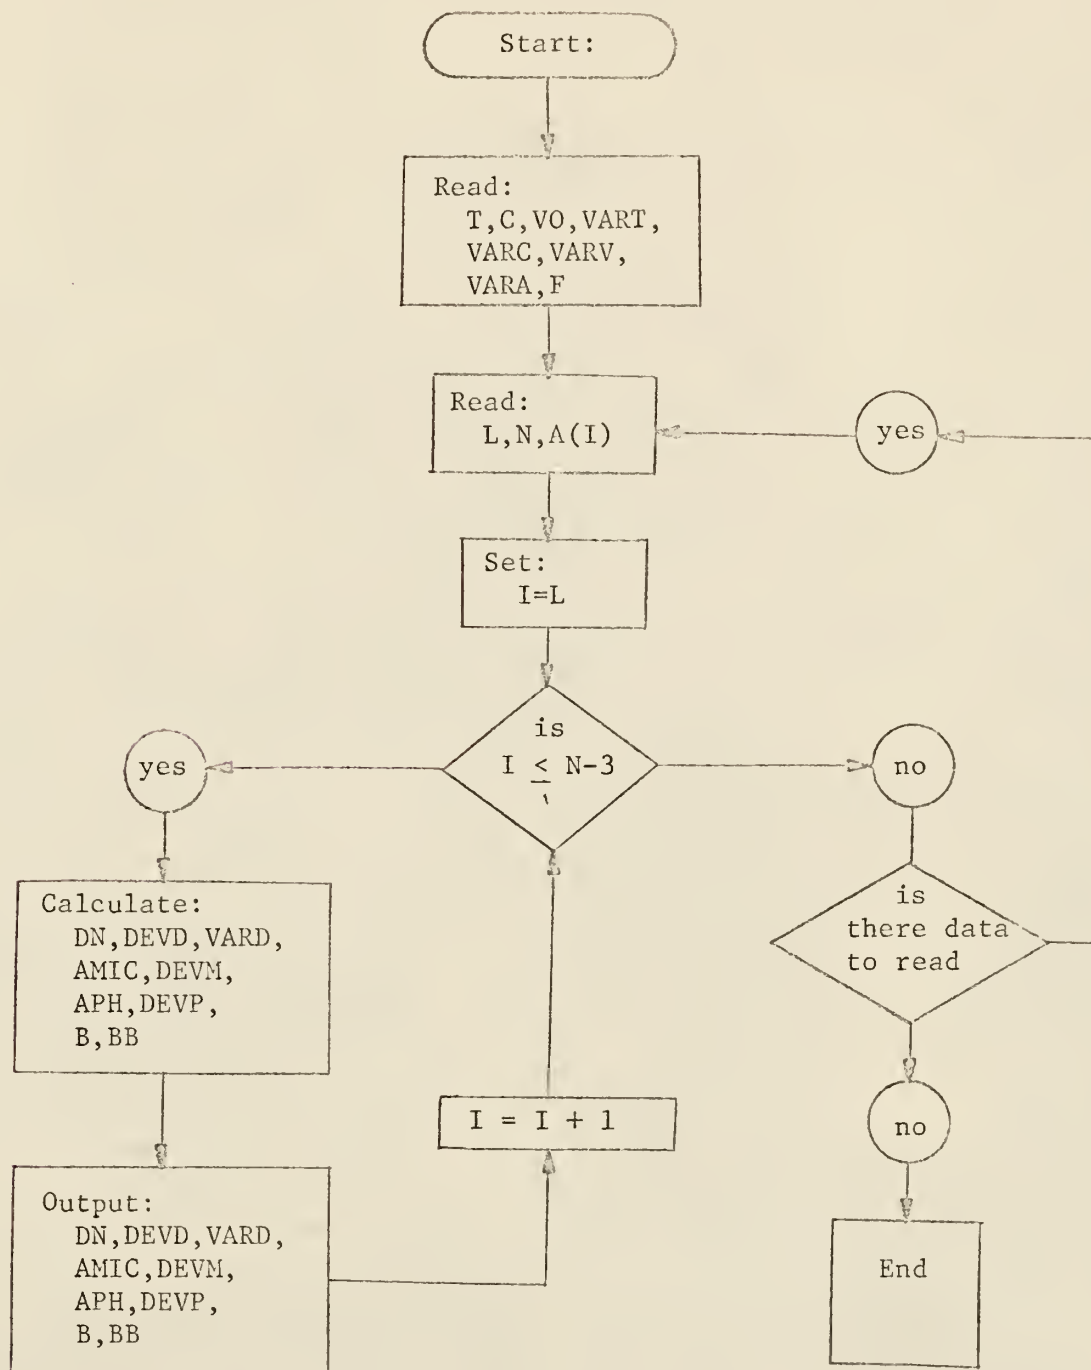 Start:
Read:
T,C,VO,VART,
VARC,VARV,
VARA,F
Read:
L,N,A(I)
yes
Set:
I=L
is
I ≤ N-3
yes
no
Calculate:
DN,DEVD,VARD,
AMIC,DEVM,
APH,DEVP,
B,BB
is
there data
to read
I = I + 1
no
Output:
DN,DEVD,VARD,
AMIC,DEVM,
APH,DEVP,
B,BB
End